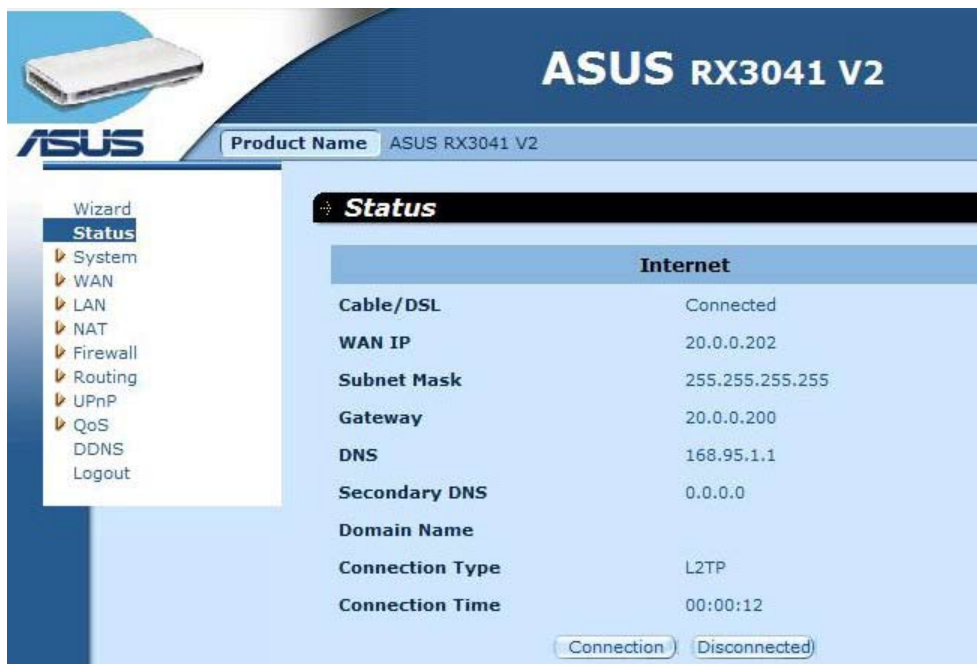 ASUS RX3041 V2
ASUS
Product Name ASUS RX3041 V2
Wizard
Status
System
WAN
LAN
NAT
Firewall
Routing
UPnP
QoS
DDNS
Logout
Status
Internet
Cable/DSL Connected
WAN IP 20.0.0.202
Subnet Mask 255.255.255.255
Gateway 20.0.0.200
DNS 168.95.1.1
Secondary DNS 0.0.0.0
Domain Name
Connection Type L2TP
Connection Time 00:00:12
Connection Disconnected